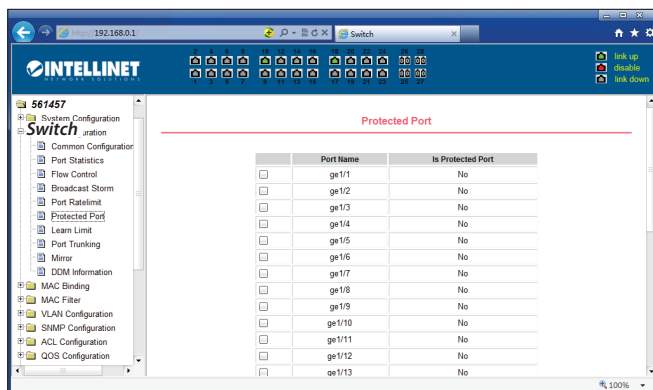 http://192.168.0.1
Switch
INTELLINET
NETWORK SOLUTIONS
2 4 6 8 10 12 14 16 18 20 22 24 26 28
1 3 5 7 9 11 13 15 17 19 21 23 25 27
link up
disable
link down
561457
System Configuration
Switch
uration
Common Configuration
Port Statistics
Flow Control
Broadcast Storm
Port Ratelimit
Protected Port
Learn Limit
Port Trunking
Mirror
DDM Information
MAC Binding
MAC Filter
VLAN Configuration
SNMP Configuration
ACL Configuration
QOS Configuration
Protected Port
Port Name Is Protected Port
ge1/1 No
ge1/2 No
ge1/3 No
ge1/4 No
ge1/5 No
ge1/6 No
ge1/7 No
ge1/8 No
ge1/9 No
ge1/10 No
ge1/11 No
ge1/12 No
ge1/13 No
100%